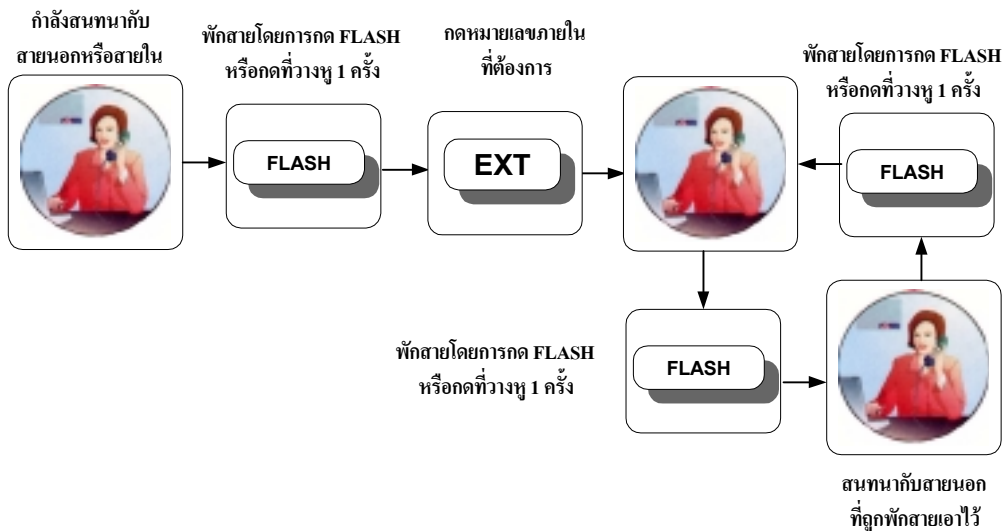 กำลังสนทนากับ
สายนอกหรือสายใน
พักสายโดยการกด FLASH
หรือกดที่วางหู 1 ครั้ง
กดหมายเลขภายใน
ที่ต้องการ
พักสายโดยการกด FLASH
หรือกดที่วางหู 1 ครั้ง
FLASH
EXT
FLASH
พักสายโดยการกด FLASH
หรือกดที่วางหู 1 ครั้ง
FLASH
สนทนากับสายนอก
ที่ถูกพักสายเอาไว้